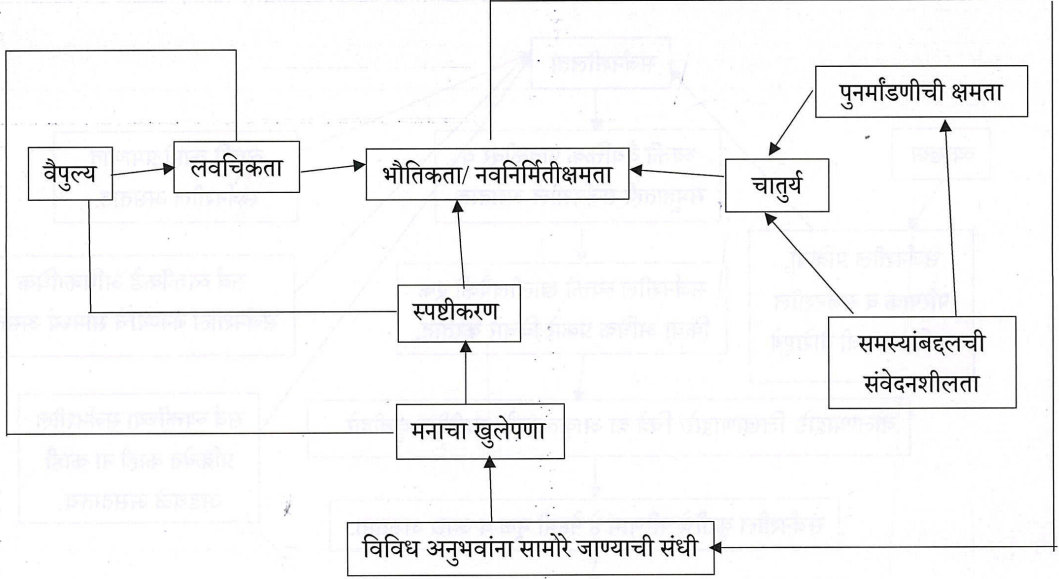 पुनर्मांडणीची क्षमता
वैपुल्य
लवचिकता
भौतिकता/ नवनिर्मितीक्षमता
चातुर्य
स्पष्टीकरण
समस्यांबद्दलची
संवेदनशीलता
मनाचा खुलेपणा
विविध अनुभवांना सामोरे जाण्याची संधी